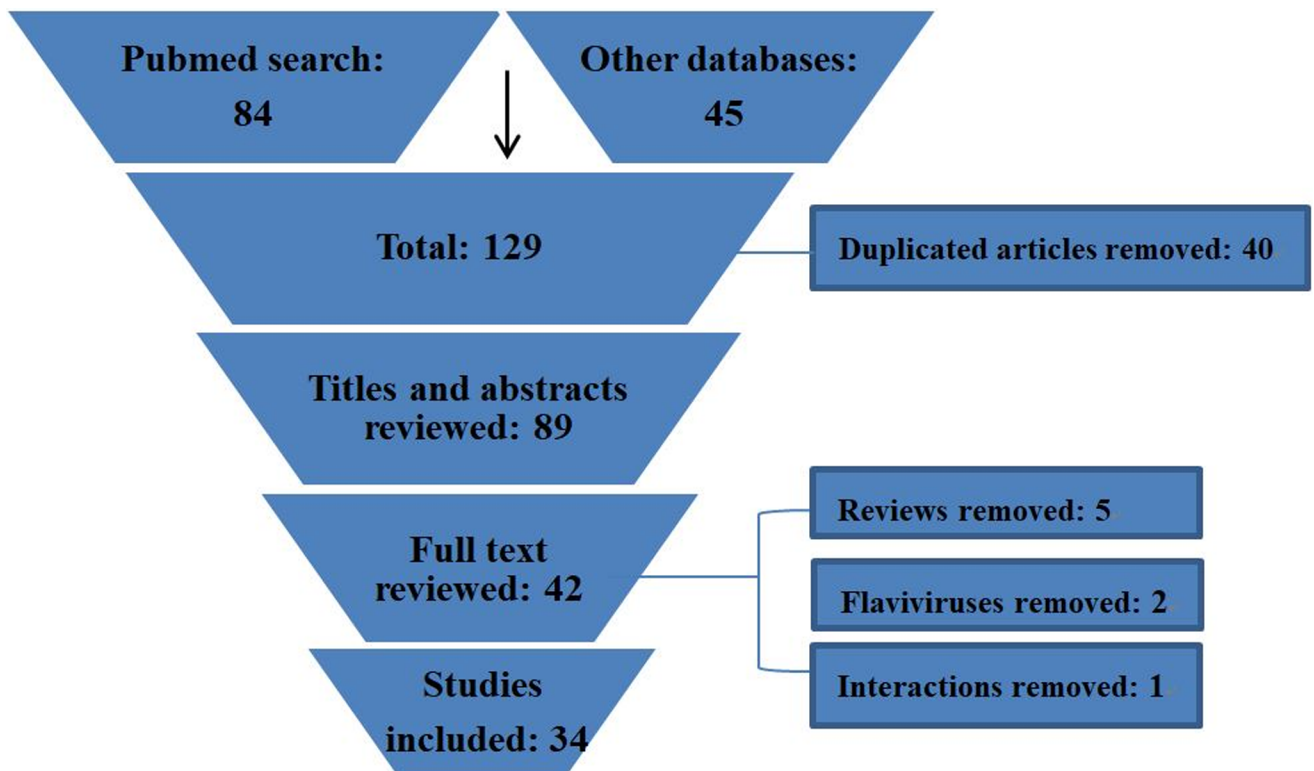 Pubmed search:
84
Other databases:
45
Total: 129
Duplicated articles removed: 40
Titles and abstracts
reviewed: 89
Full text
reviewed: 42
Reviews removed: 5
Flaviviruses removed: 2
Interactions removed: 1
Studies
included: 34